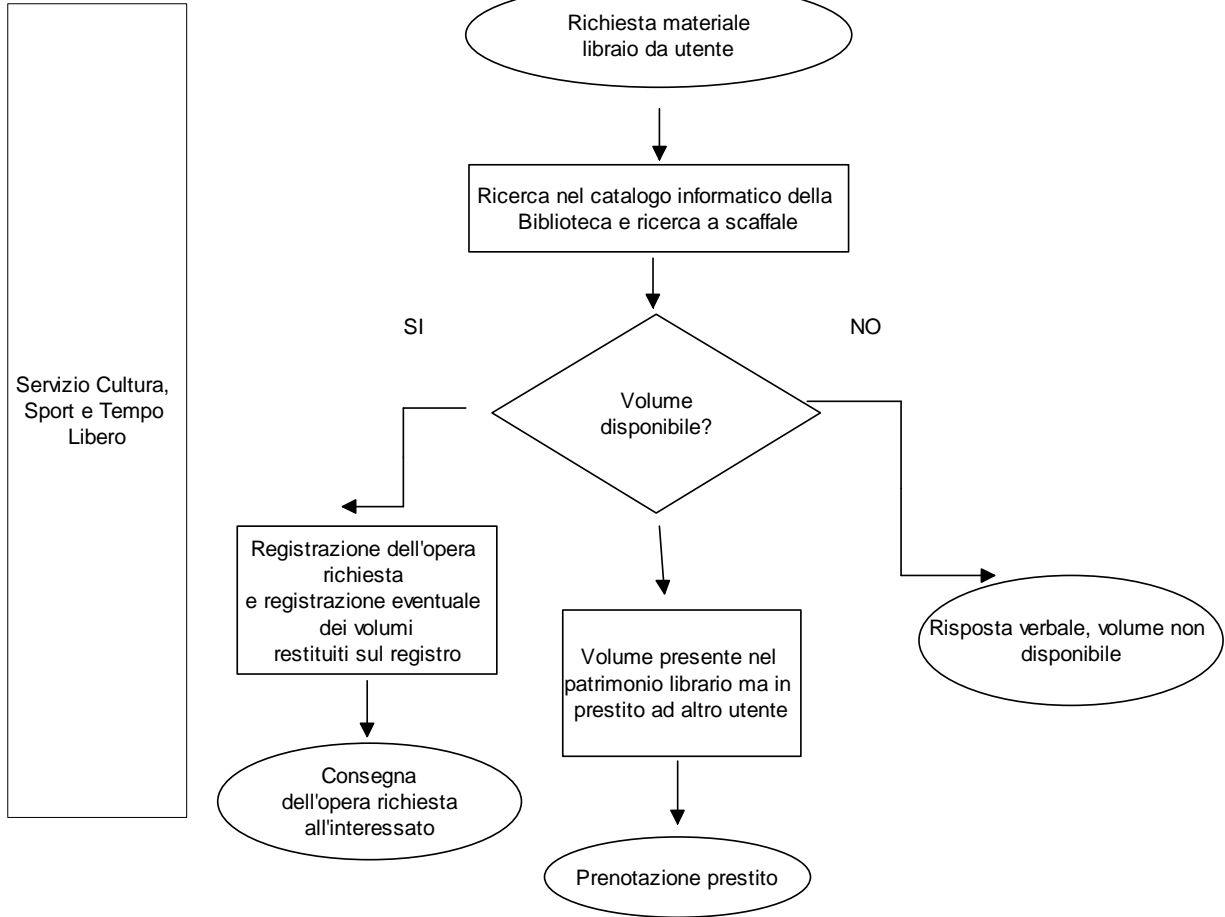 Richiesta materiale
libraio da utente
Ricerca nel catalogo informatico della
Biblioteca e ricerca a scaffale
SI
NO
Servizio Cultura,
Sport e Tempo
Libero
Volume
disponibile?
Registrazione dell'opera
richiesta
e registrazione eventuale
dei volumi
restituiti sul registro
Volume presente nel
patrimonio librario ma in
prestito ad altro utente
Risposta verbale, volume non
disponibile
Consegna
dell'opera richiesta
all'interessato
Prenotazione prestito